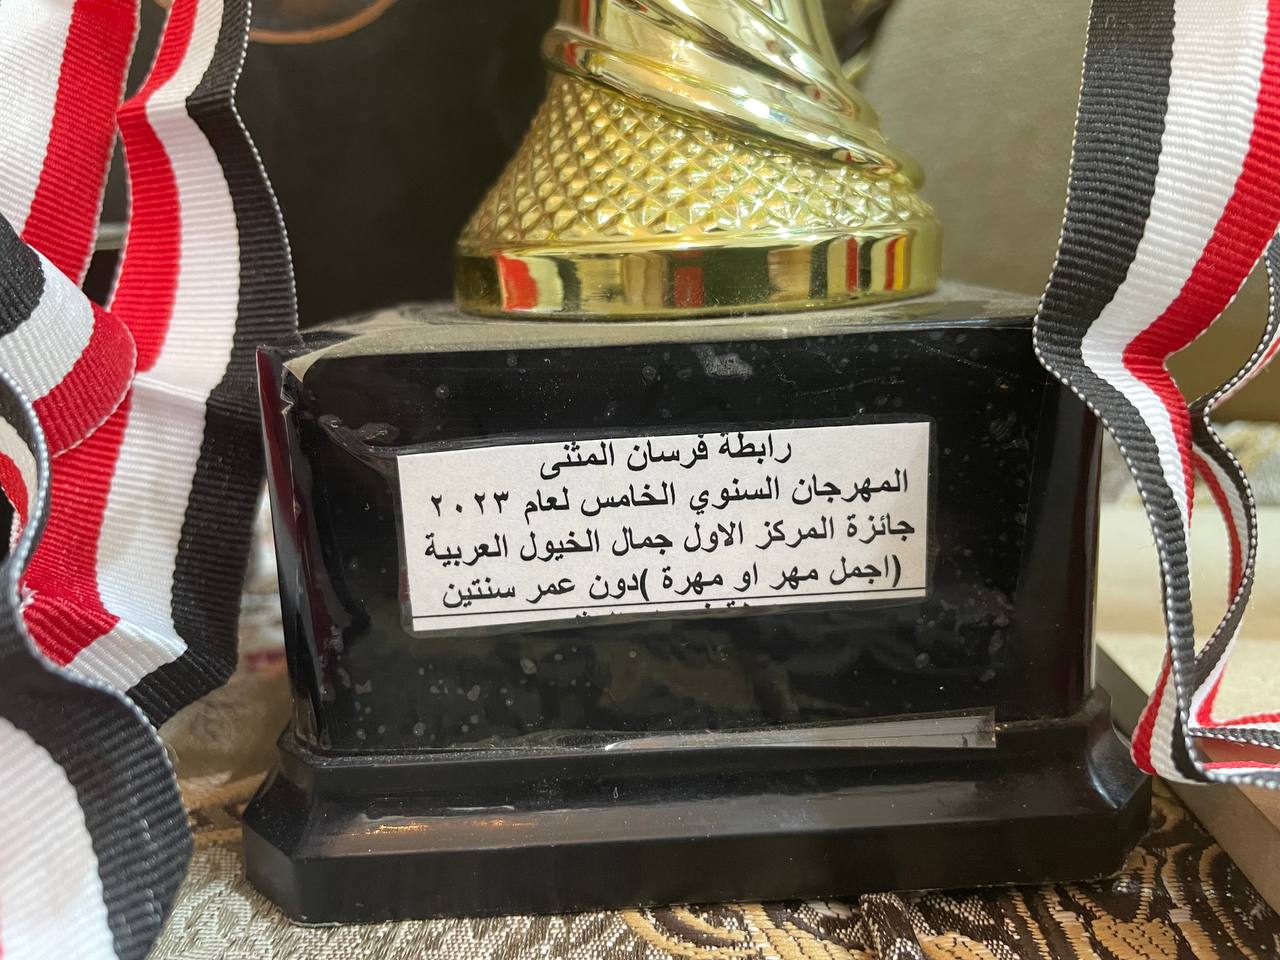 رابطة فرسان المثنى
المهرجان السنوي الخامس لعام ٢٠٢٣
جائزة المركز الاول جمال الخيول العربية
(اجمل مهر او مهرة )دون عمر سنتين